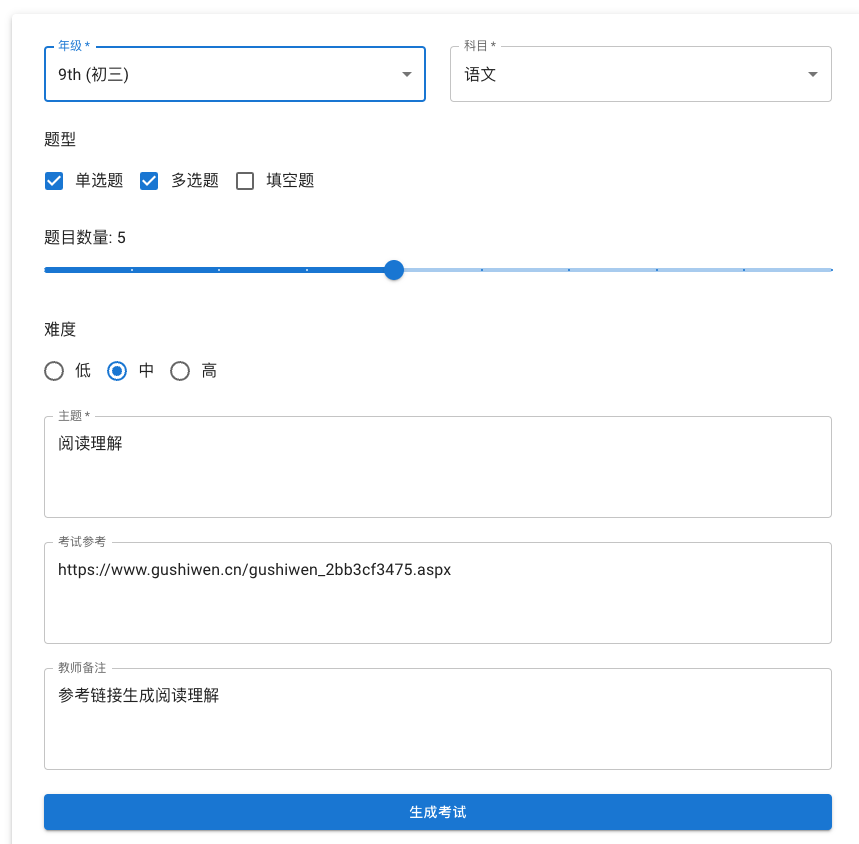 年级 *
科目 *
9th (初三)
语文
题型
单选题 多选题 填空题
题目数量: 5
难度
低 中 高
主题 *
阅读理解
考试参考
https://www.gushiwen.cn/gushiwen_2bb3cf3475.aspx
教师备注
参考链接生成阅读理解
生成考试